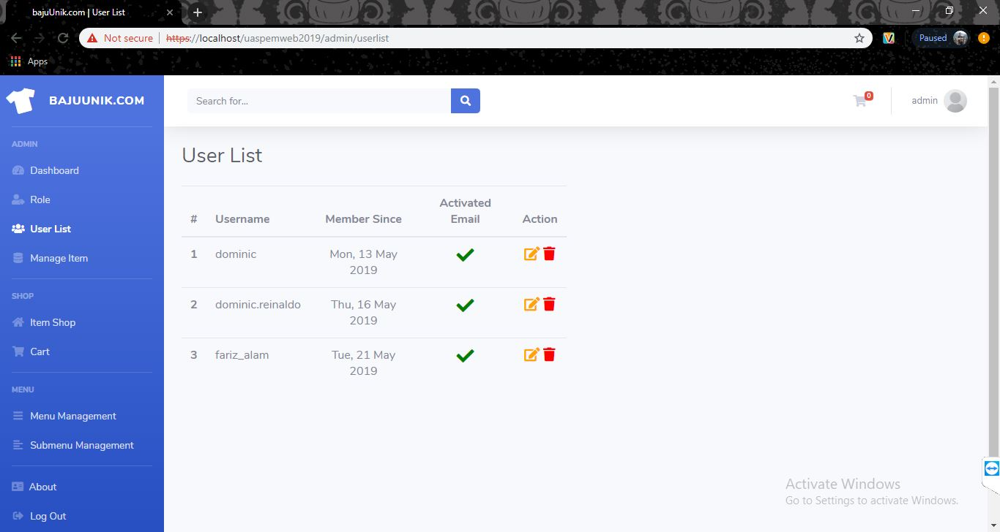 bajuUnik.com | User List
Not secure | https://localhost/uaspemweb2019/admin/userlist
Paused
Apps
BAJUUNIK.COM
Search for...
0
admin
ADMIN
Dashboard
Role
User List
Manage Item
SHOP
Item Shop
Cart
MENU
Menu Management
Submenu Management
About
Log Out
User List
# Username Member Since Activated Email Action
1 dominic Mon, 13 May
2019
2 dominic.reinaldo Thu, 16 May
2019
3 fariz_alam Tue, 21 May
2019
Activate Windows
Go to Settings to activate Windows.